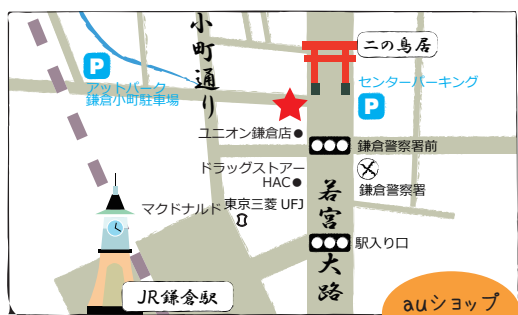 小町通り
二の鳥居
P
アットパーク
鎌倉小町駐車場
センターパーキング
P
ユニオン鎌倉店
鎌倉警察署前
ドラッグストアー
HAC
鎌倉警察署
マクドナルド
東京三菱 UFJ
若宮大路
駅入り口
JR鎌倉駅
auショップ